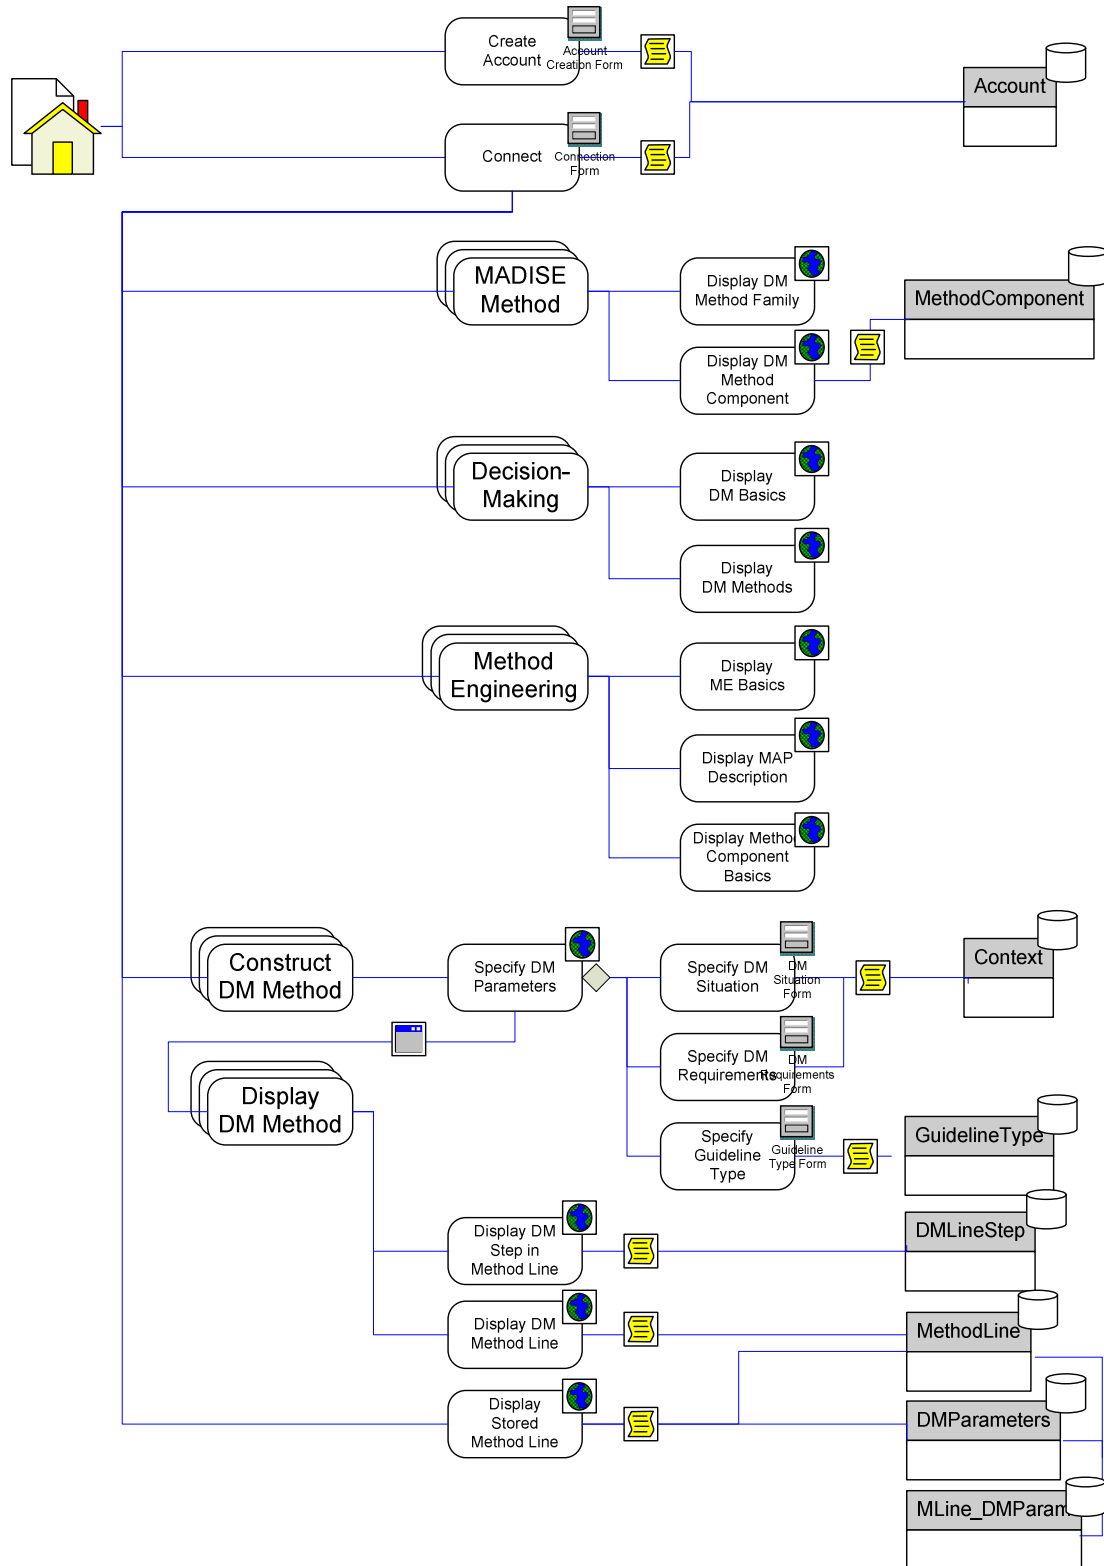 Create
Account
Account
Creation Form
Account
Connect
Connection
Form
MADISE
Method
Display DM
Method Family
MethodComponent
Display DM
Method
Component
Decision-
Making
Display
DM Basics
Display
DM Methods
Method
Engineering
Display
ME Basics
Display MAP
Description
Display Method
Component
Basics
Construct
DM Method
Specify DM
Parameters
Specify DM
Situation
DM
Situation
Form
Context
Specify DM
Requirements
DM
Requirements
Form
Display
DM Method
Specify
Guideline
Type
Guideline
Type Form
GuidelineType
Display DM
Step in
Method Line
DMLineStep
Display DM
Method Line
MethodLine
Display
Stored
Method Line
DMParameters
MLine_DMParam